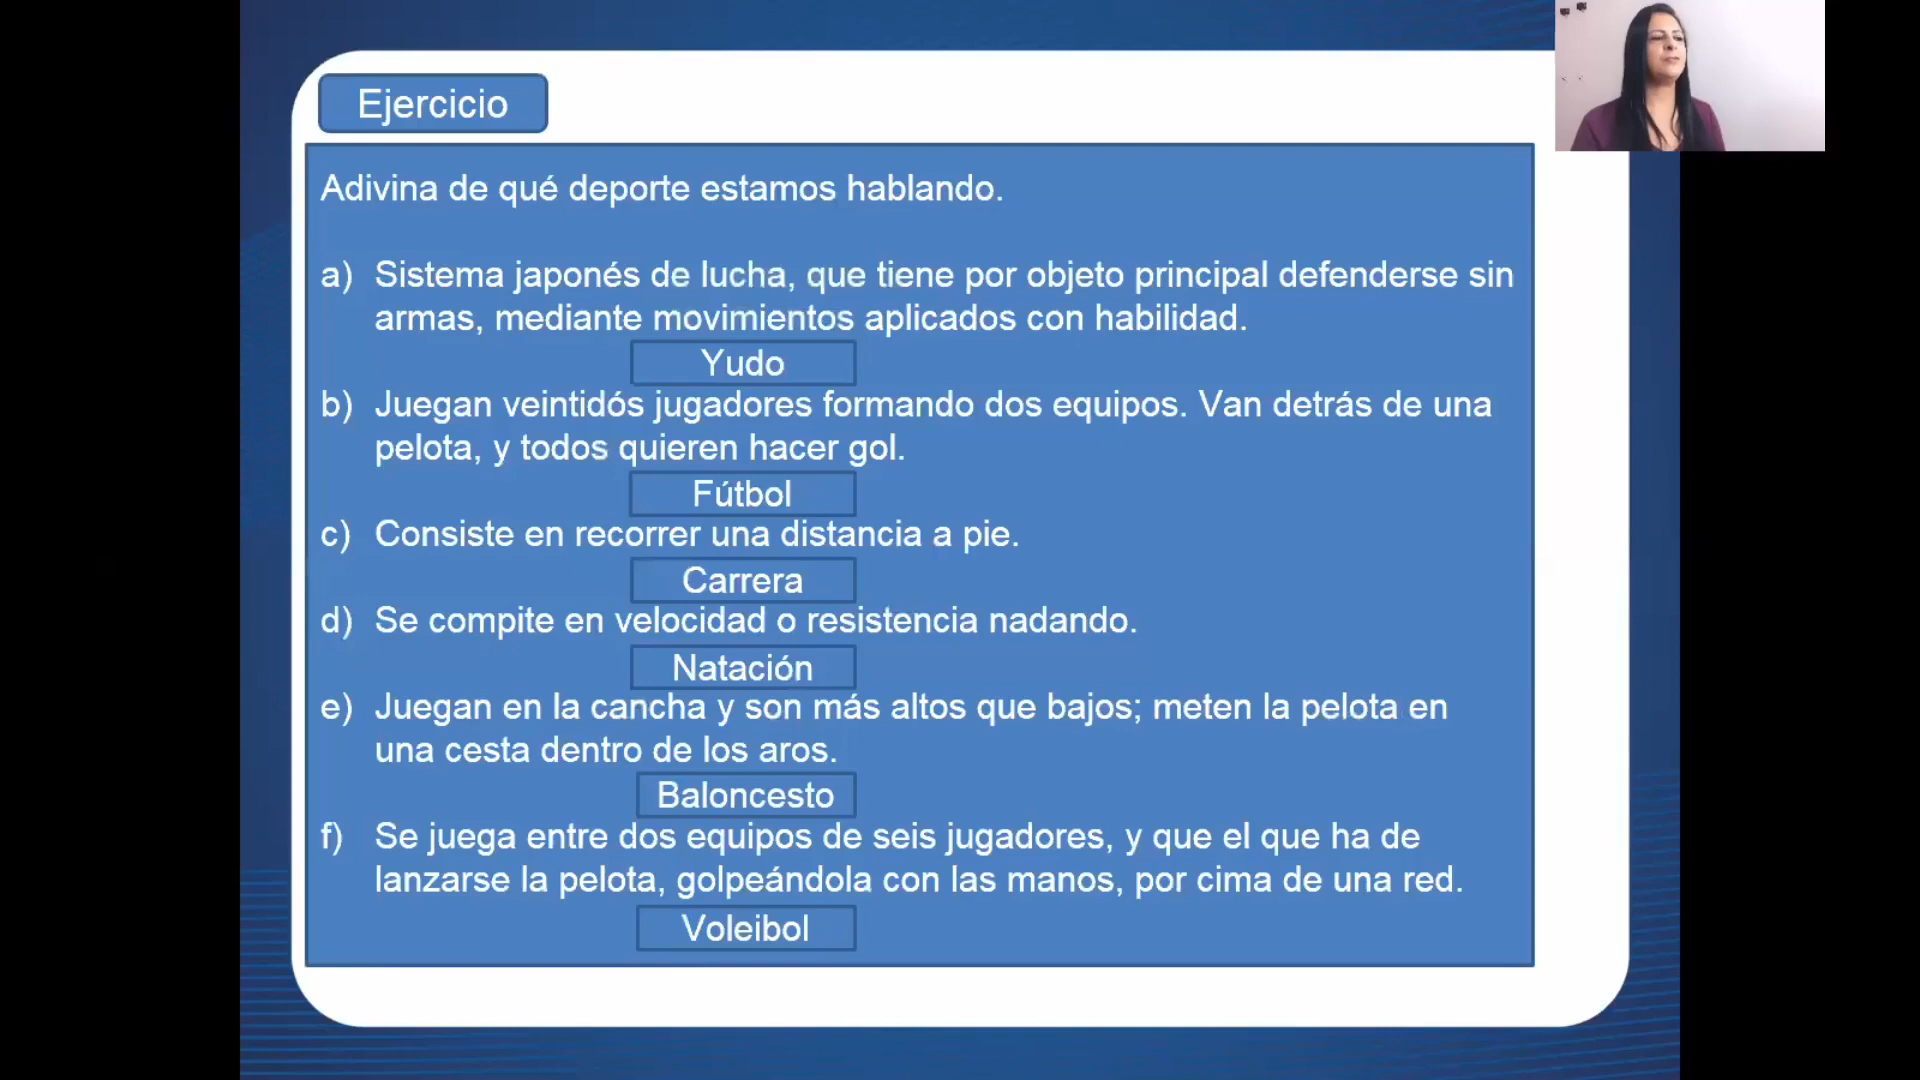 Ejercicio
Adivina de qué deporte estamos hablando.
a) Sistema japonés de lucha, que tiene por objeto principal defenderse sin
armas, mediante movimientos aplicados con habilidad.
Yudo
b) Juegan veintidós jugadores formando dos equipos. Van detrás de una
pelota, y todos quieren hacer gol.
Fútbol
c) Consiste en recorrer una distancia a pie.
Carrera
d) Se compite en velocidad o resistencia nadando.
Natación
e) Juegan en la cancha y son más altos que bajos; meten la pelota en
una cesta dentro de los aros.
Baloncesto
f) Se juega entre dos equipos de seis jugadores, y que el que ha de
lanzarse la pelota, golpeándola con las manos, por cima de una red.
Voleibol